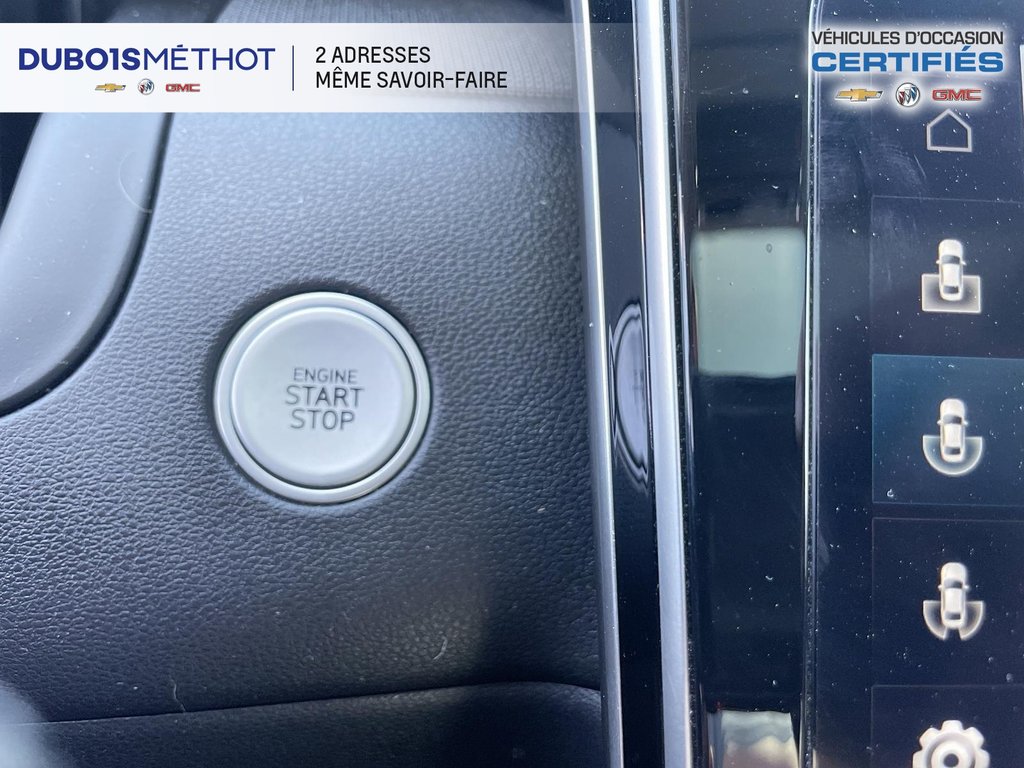 DUBOISMÉTHOT
2 ADRESSES
MÊME SAVOIR-FAIRE
GMC
VÉHICULES D'OCCASION
CERTIFIÉS
GMC
ENGINE
START
STOP